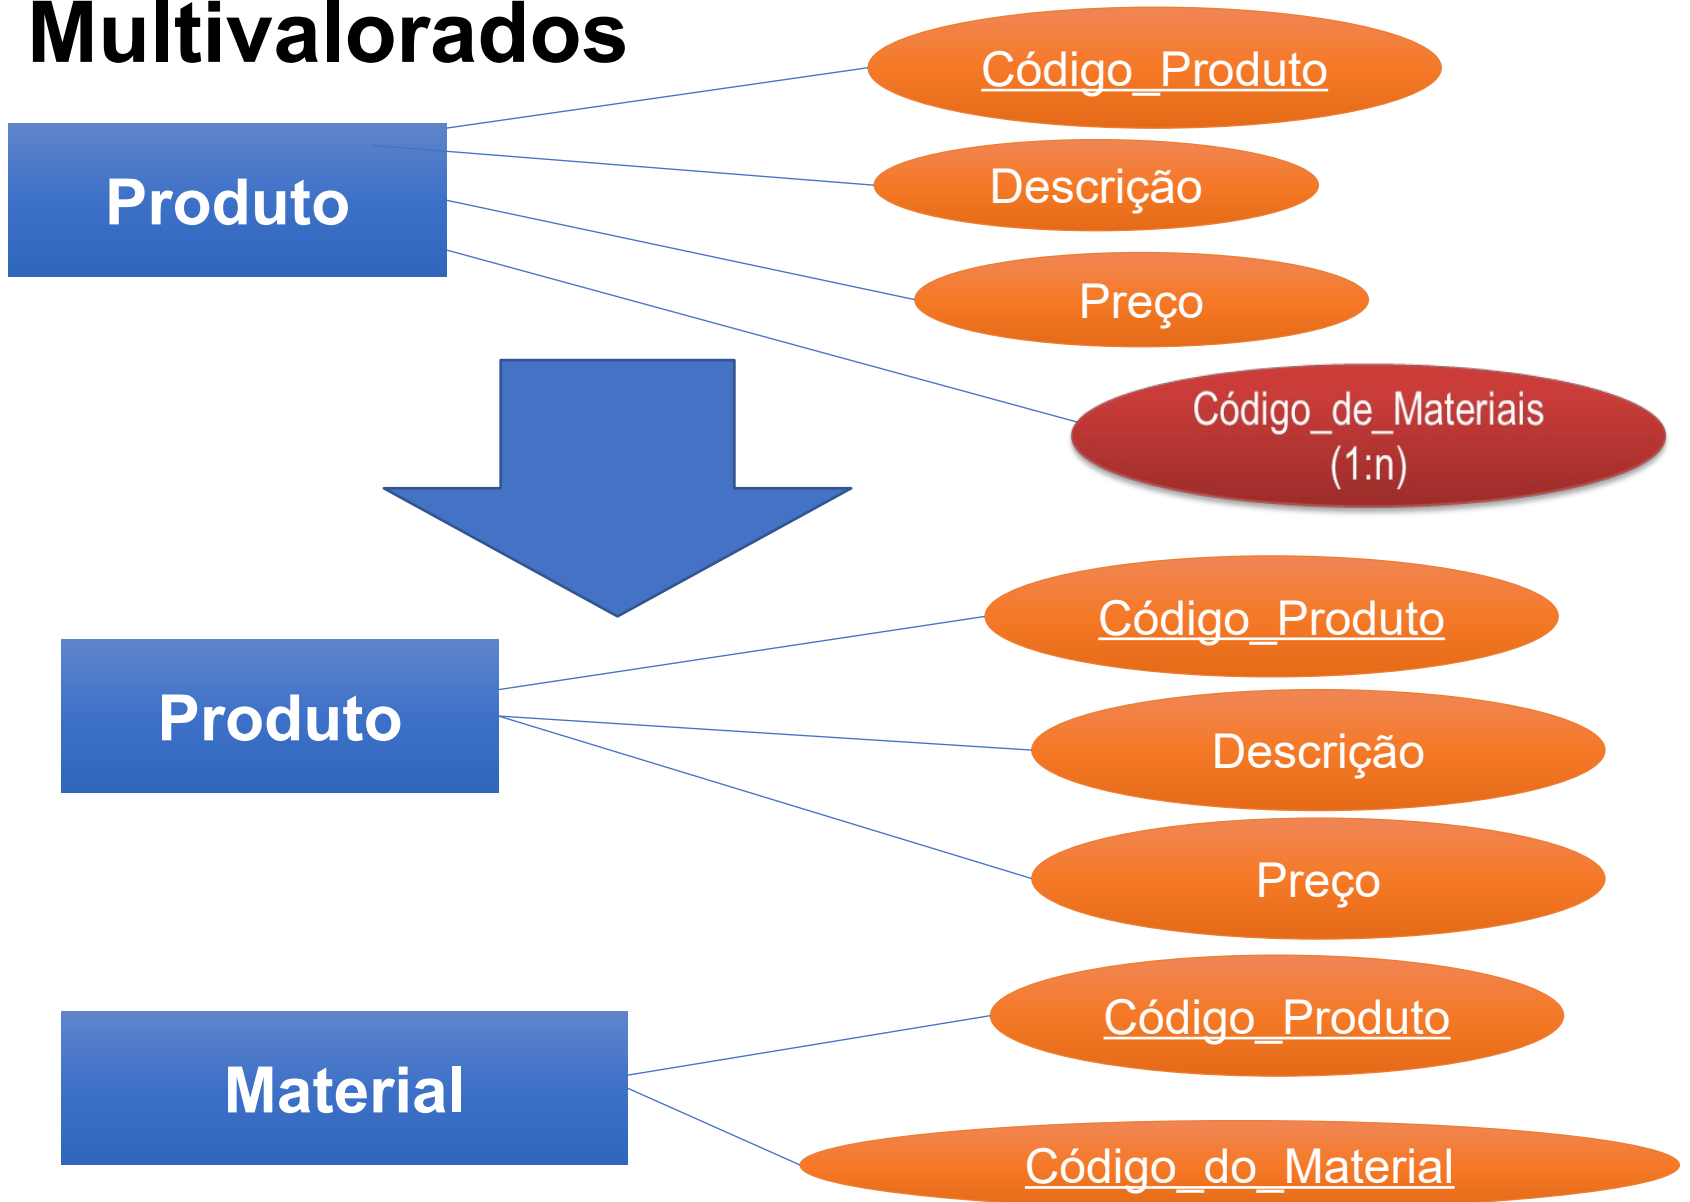 Multivalorados
Código_Produto
Produto
Descrição
Preço
Código_de_Materiais
(1:n)
Produto
Código_Produto
Descrição
Preço
Material
Código_Produto
Código_do_Material